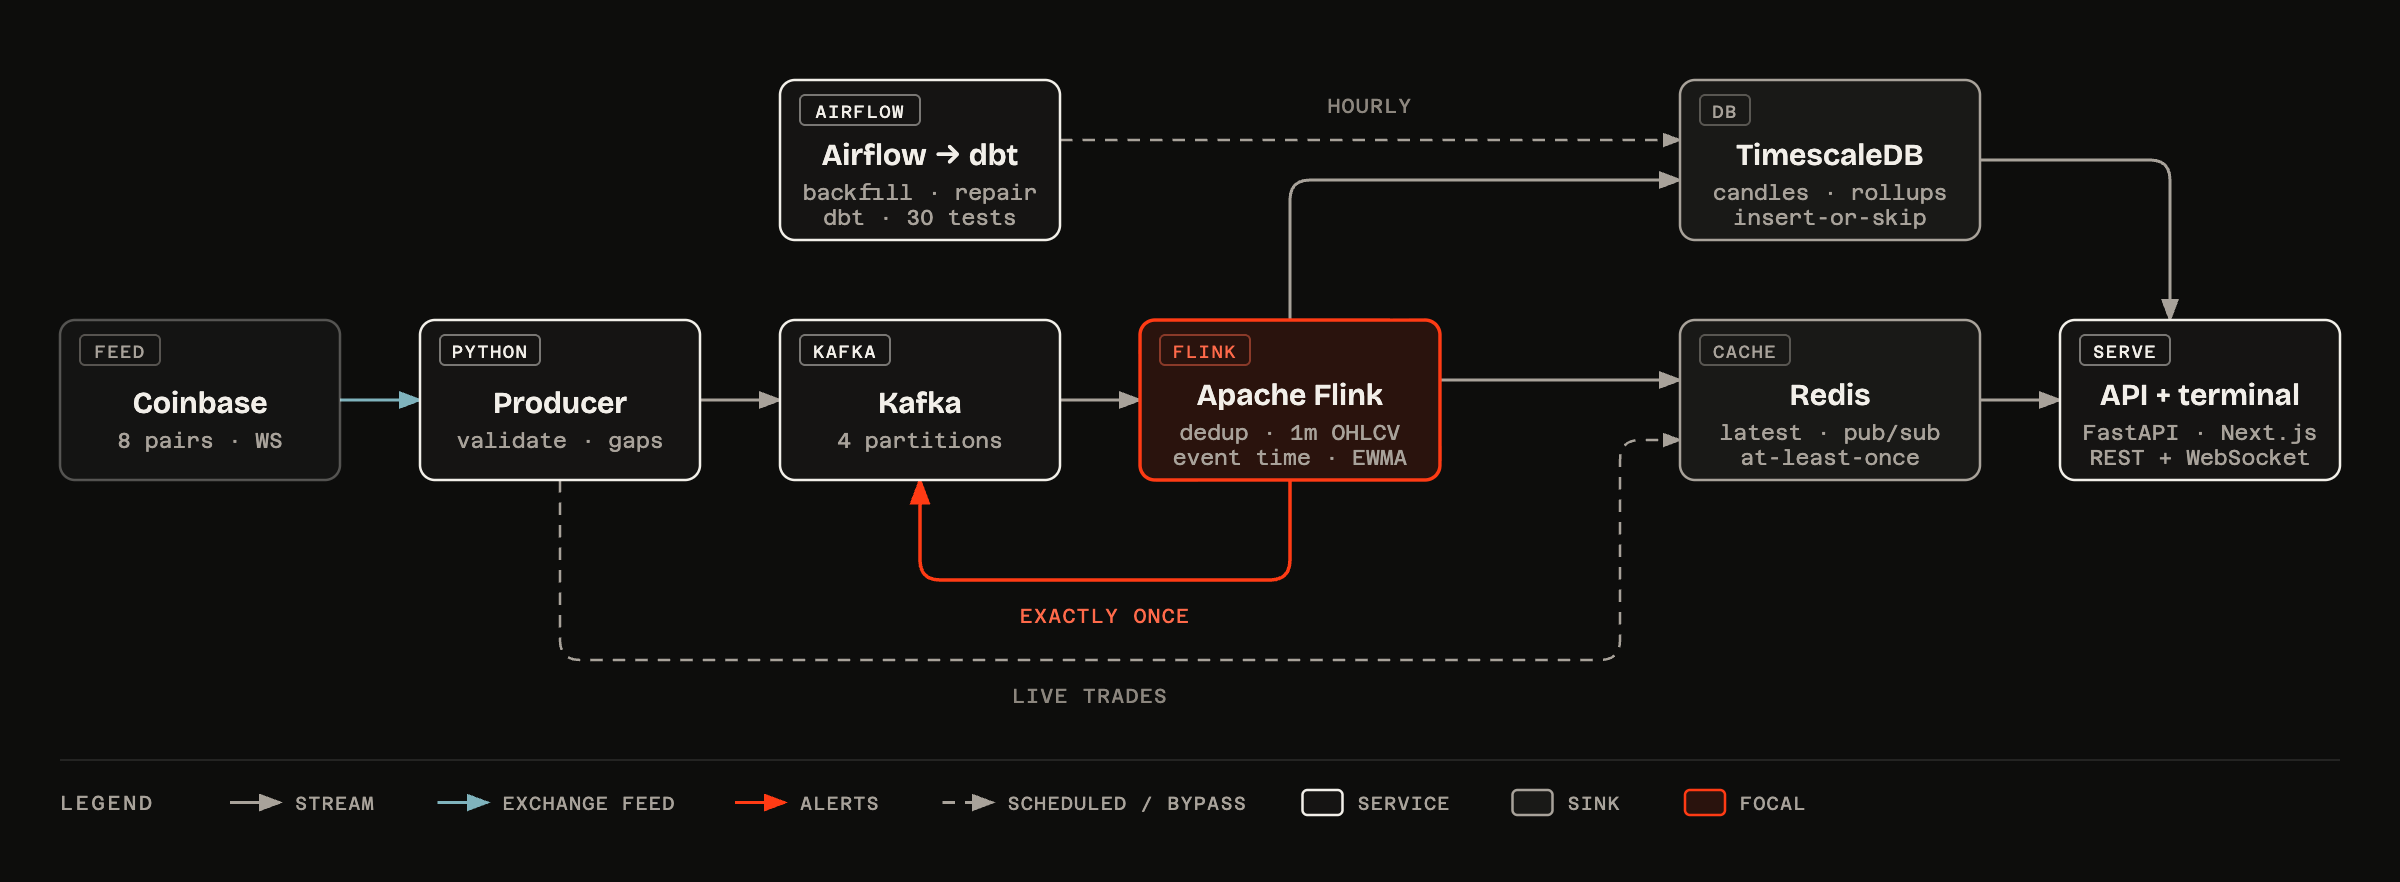 AIRFLOW
Airflow → dbt
backfill · repair
dbt · 30 tests
HOURLY
DB
TimescaleDB
candles · rollups
insert-or-skip
FEED
Coinbase
8 pairs · WS
PYTHON
Producer
validate · gaps
KAFKA
Kafka
4 partitions
FLINK
Apache Flink
dedup · 1m OHLCV
event time · EWMA
CACHE
Redis
latest · pub/sub
at-least-once
SERVE
API + terminal
FastAPI · Next.js
REST + WebSocket
EXACTLY ONCE
LIVE TRADES
LEGEND
STREAM
EXCHANGE FEED
ALERTS
SCHEDULED / BYPASS
SERVICE
SINK
FOCAL